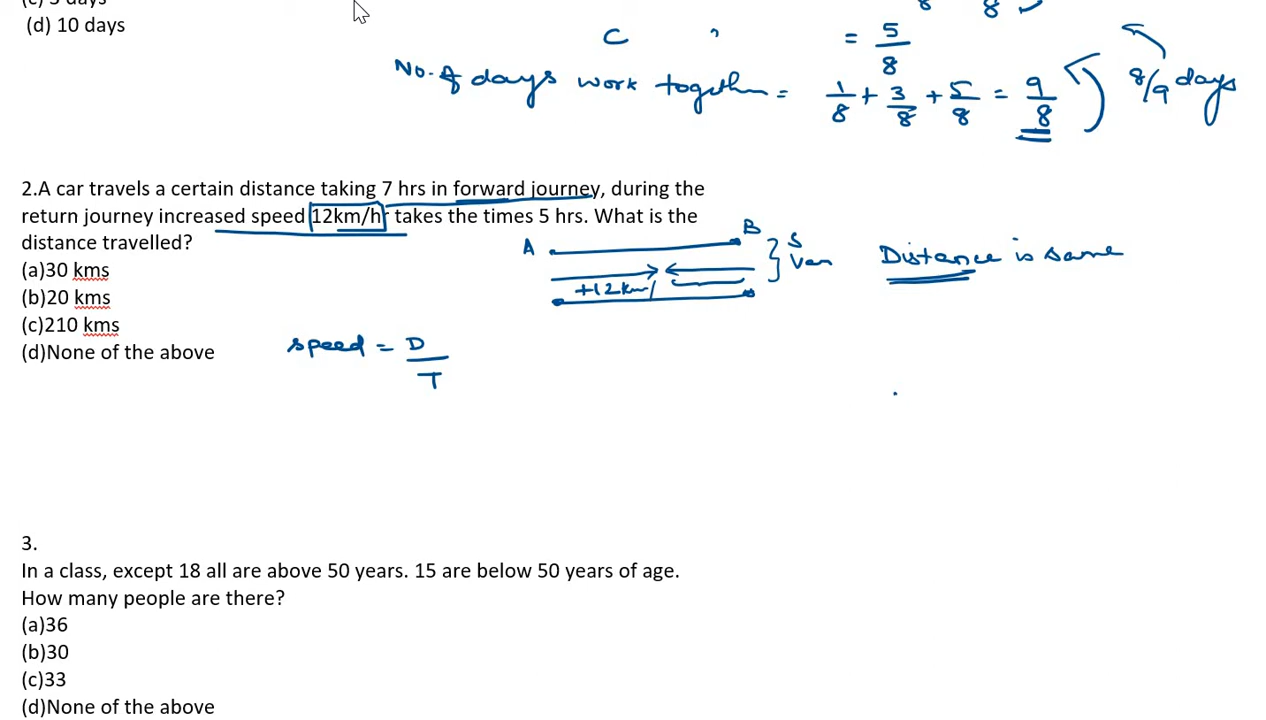 (d) 10 days
C " = 5/8
No. of days work together = 1/8 + 3/8 + 5/8 = 9/8 ) 8/9 days
2.A car travels a certain distance taking 7 hrs in forward journey, during the
return journey increased speed 12km/hr takes the times 5 hrs. What is the
distance travelled?
A B } S
Van
Distance is same
+12km/
(a)30 kms
(b)20 kms
(c)210 kms
(d)None of the above
speed = D/T
3.
In a class, except 18 all are above 50 years. 15 are below 50 years of age.
How many people are there?
(a)36
(b)30
(c)33
(d)None of the above